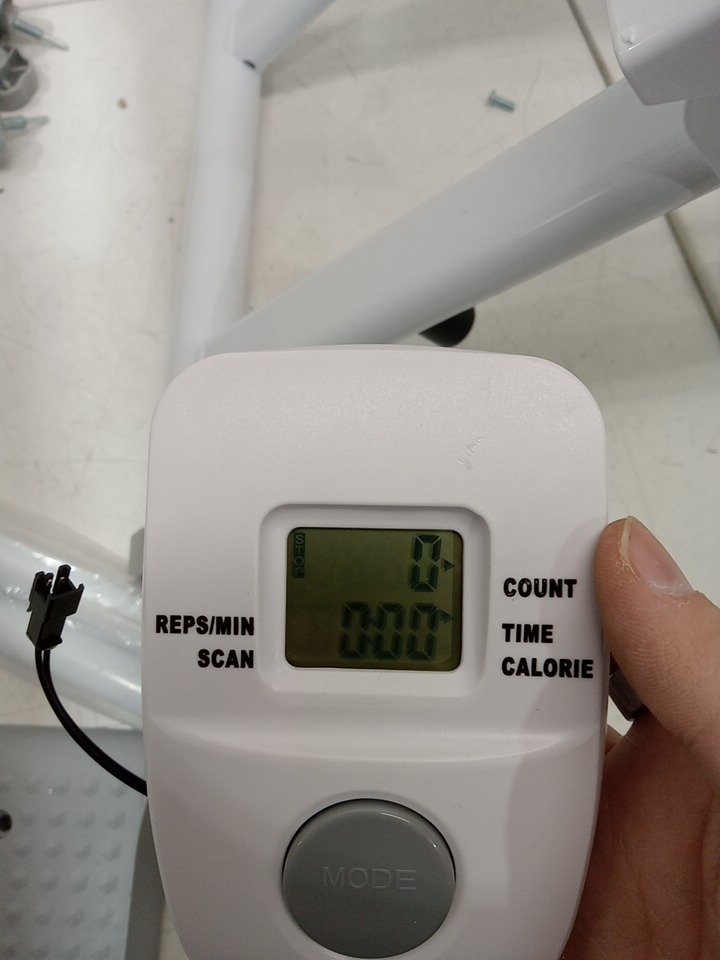 STOP
0
0:00
COUNT
REPS/MIN
TIME
SCAN
CALORIE
MODE